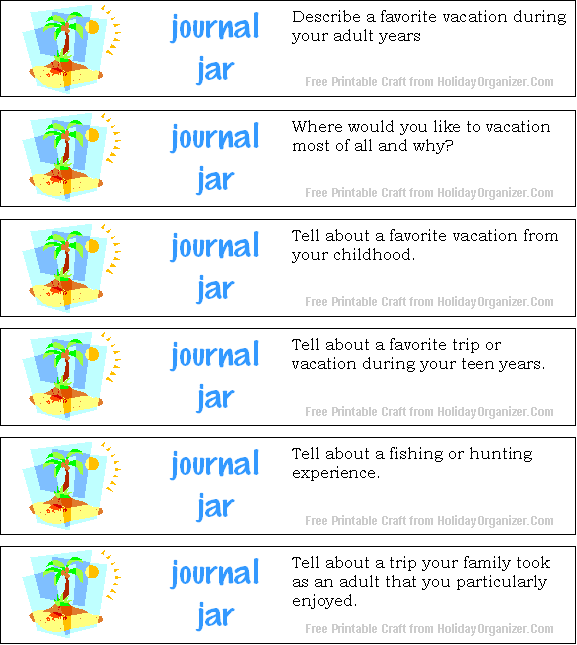 journal
jar
Describe a favorite vacation during
your adult years
Free Printable Craft from HolidayOrganizer.Com
journal
jar
Where would you like to vacation
most of all and why?
Free Printable Craft from HolidayOrganizer.Com
journal
jar
Tell about a favorite vacation from
your childhood.
Free Printable Craft from HolidayOrganizer.Com
journal
jar
Tell about a favorite trip or
vacation during your teen years.
Free Printable Craft from HolidayOrganizer.Com
journal
jar
Tell about a fishing or hunting
experience.
Free Printable Craft from HolidayOrganizer.Com
journal
jar
Tell about a trip your family took
as an adult that you particularly
enjoyed.
Free Printable Craft from HolidayOrganizer.Com